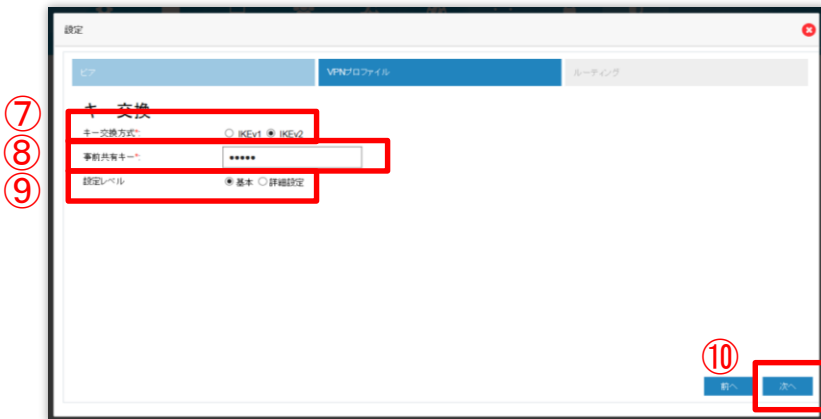 設定
ピア VPNプロファイル ルーティング
キー交換
⑦ キー交換方式*: IKEv1 IKEv2
⑧ 事前共有キー*: •••••
⑨ 設定レベル 基本 詳細設定
⑩
前へ 次へ